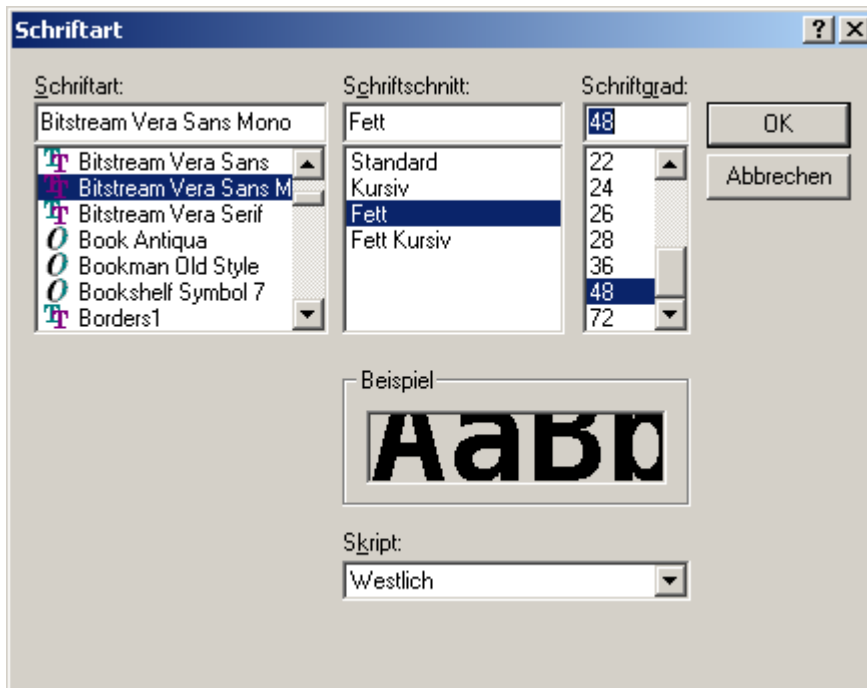 Schriftart
Schriftart:
Bitstream Vera Sans Mono
Bitstream Vera Sans
Bitstream Vera Sans M
Bitstream Vera Serif
Book Antiqua
Bookman Old Style
Bookshelf Symbol 7
Borders1
Schriftschnitt:
Fett
Standard
Kursiv
Fett
Fett Kursiv
Schriftgrad:
48
22
24
26
28
36
48
72
OK
Abbrechen
Beispiel
AaBb
Skript:
Westlich